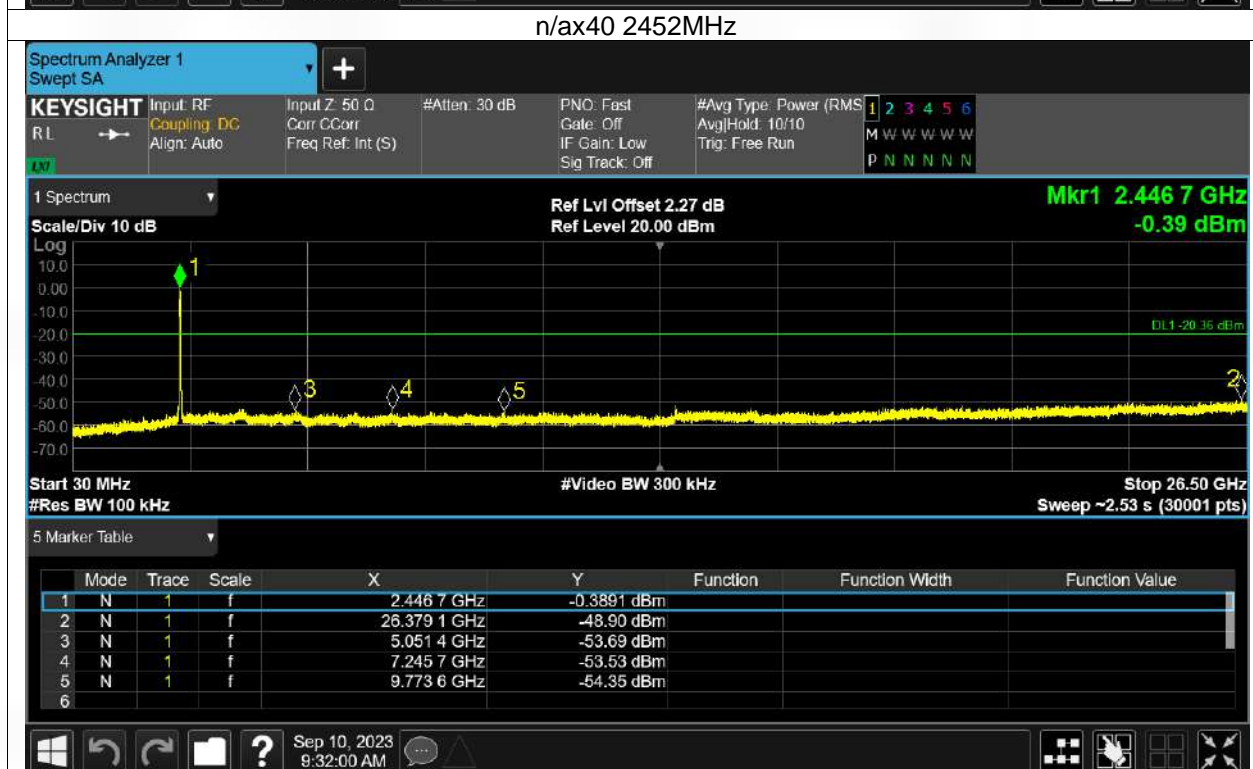 n/ax40 2452MHz
Spectrum Analyzer 1
Swept SA
+
KEYSIGHT Input: RF Input Z: 50 Ω #Atten: 30 dB PNO: Fast #Avg Type: Power (RMS 1 2 3 4 5 6
RL Coupling: DC Corr CCorr Gate: Off Avg|Hold: 10/10 M W W W W W
Align: Auto Freq Ref: Int (S) IF Gain: Low Trig: Free Run
LXI Sig Track: Off P N N N N N
1 Spectrum Ref Lvl Offset 2.27 dB Mkr1 2.446 7 GHz
Scale/Div 10 dB Ref Level 20.00 dBm -0.39 dBm
Log
10.0
1
0.00
-10.0
DL1 -20.36 dBm
-20.0
-30.0
-40.0
3 4 5 2
-50.0
-60.0
-70.0
Start 30 MHz #Video BW 300 kHz Stop 26.50 GHz
#Res BW 100 kHz Sweep ~2.53 s (30001 pts)
5 Marker Table
Mode Trace Scale X Y Function Function Width Function Value
1 N 1 f 2.446 7 GHz -0.3891 dBm
2 N 1 f 26.379 1 GHz -48.90 dBm
3 N 1 f 5.051 4 GHz -53.69 dBm
4 N 1 f 7.245 7 GHz -53.53 dBm
5 N 1 f 9.773 6 GHz -54.35 dBm
6
? Sep 10, 2023
9:32:00 AM